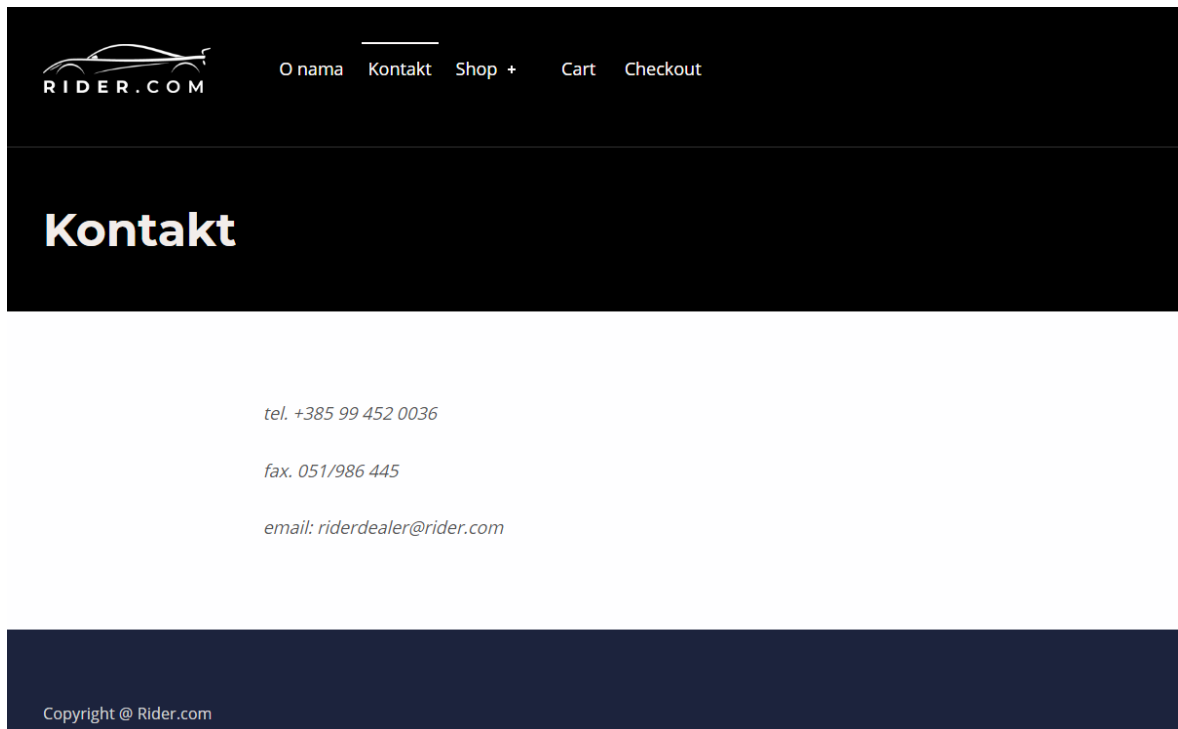 RIDER.COM
O nama Kontakt Shop + Cart Checkout
Kontakt
tel. +385 99 452 0036
fax. 051/986 445
email: riderdealer@rider.com
Copyright @ Rider.com